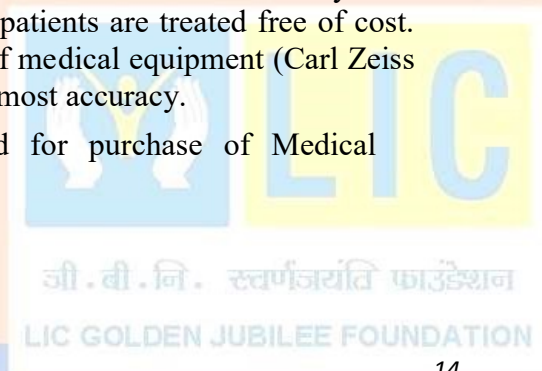 patients are treated free of cost.
f medical equipment (Carl Zeiss
most accuracy.
d for purchase of Medical
LIC
जी.बी.नि. स्वर्णजयंति फाउंडेशन
LIC GOLDEN JUBILEE FOUNDATION
14